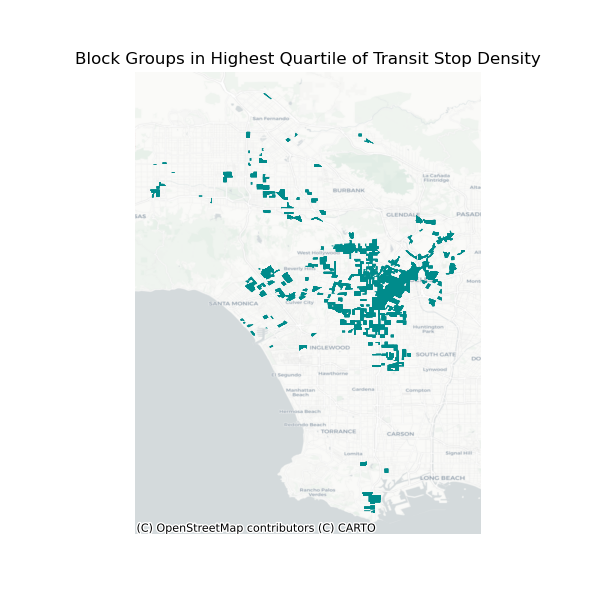 Block Groups in Highest Quartile of Transit Stop Density
San Fernando
La Cañada
Flintridge
BURBANK
GLENDALE
PASADE
West Hollywood
Beverly Hills
SANTA MONICA
Culver City
Huntington
Park
INGLEWOOD
SOUTH GATE
El Segundo
Hawthorne
Lynwood
Manhattan
Beach
Gardena
Compton
Hermosa Beach
Redondo Beach
TORRANCE
CARSON
Lomita
Signal Hill
LONG BEACH
Rancho Palos
Verdes
(C) OpenStreetMap contributors (C) CARTO